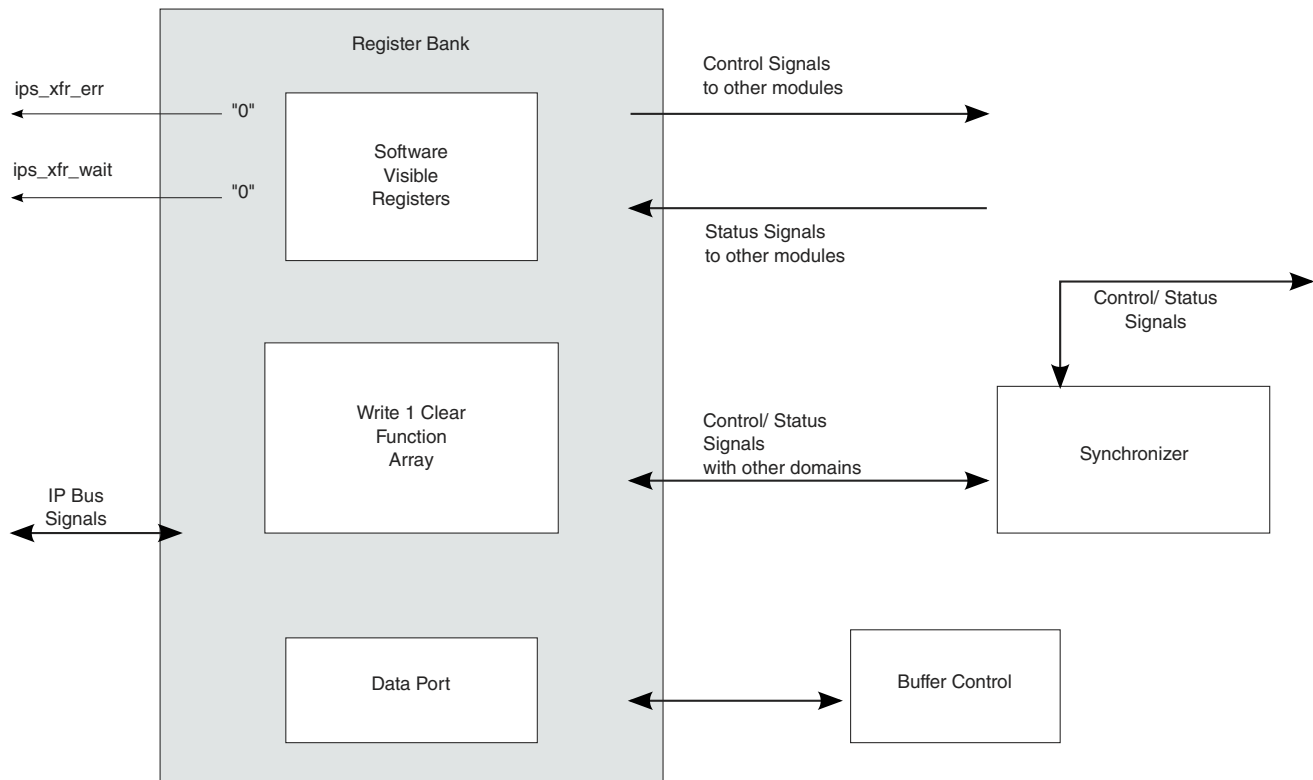 Register Bank
ips_xfr_err
"0"
Control Signals
to other modules
ips_xfr_wait
"0"
Software
Visible
Registers
Status Signals
to other modules
Control/ Status
Signals
Write 1 Clear
Function
Array
Control/ Status
Signals
with other domains
Synchronizer
IP Bus
Signals
Data Port
Buffer Control